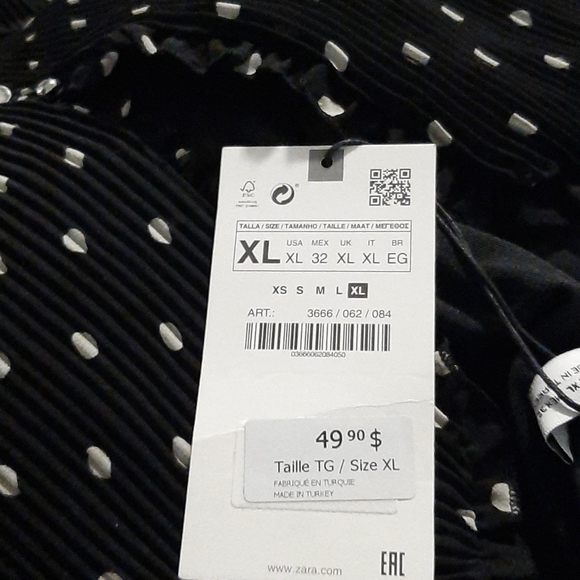 FSC
TALLA / SIZE / TAMANHO / TAILLE / MAAT / ΜΕΓΕΘΟΣ
XL USA XL MEX 32 UK XL IT XL BR EG
XS S M L XL
ART.: 3666 / 062 / 084
03666062084050
49 90 $
Taille TG / Size XL
FABRIQUÉ EN TURQUIE
MADE IN TURKEY
www.zara.com
EAC